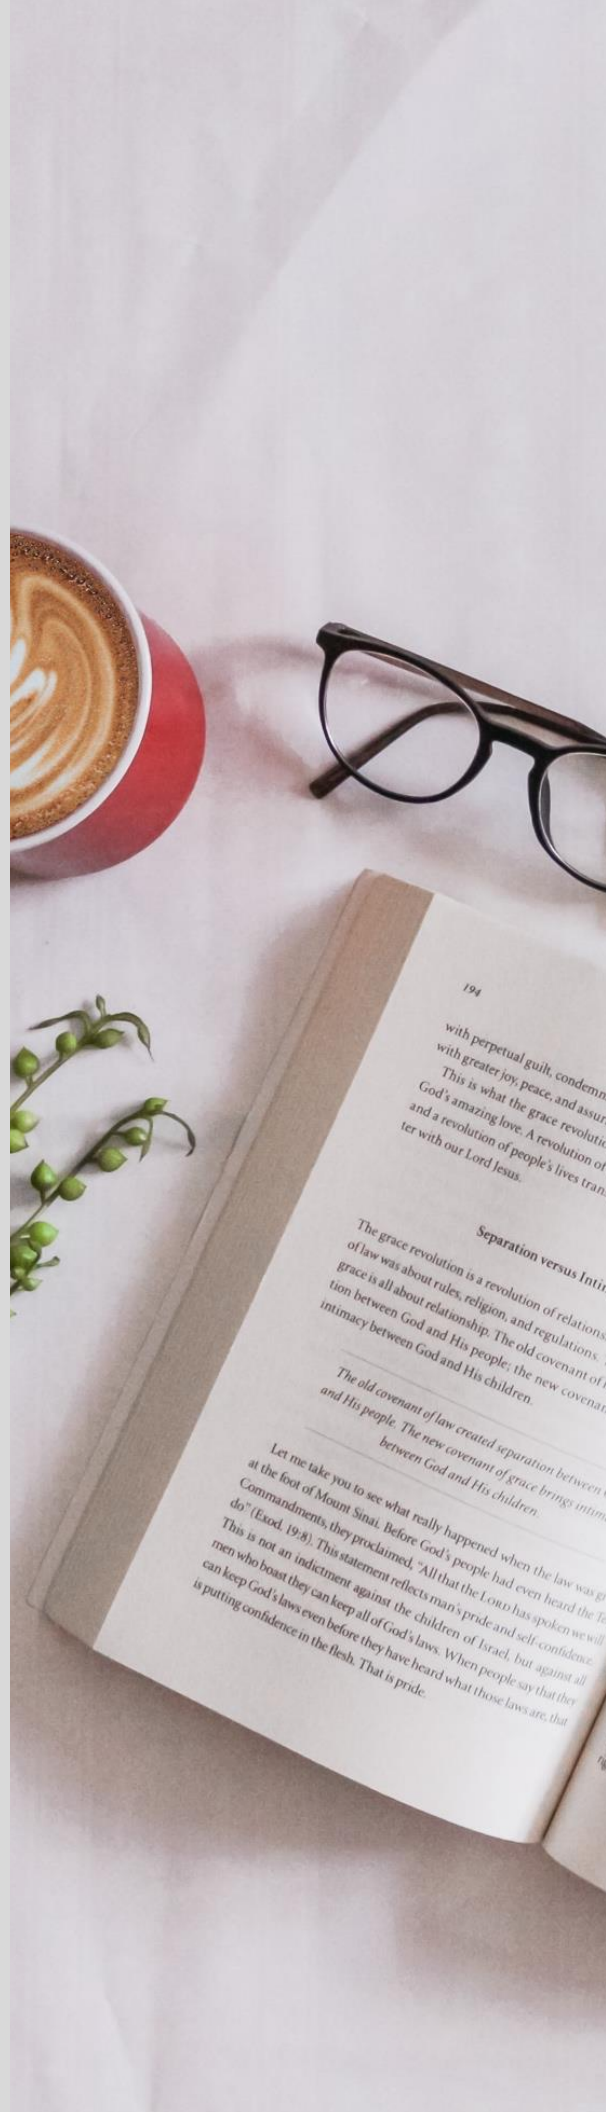 194
with perpetual guilt, condemn
with greater joy, peace, and assur
This is what the grace revolutio
God's amazing love. A revolution of
and a revolution of people's lives tran
ter with our Lord Jesus.
Separation versus Inti
The grace revolution is a revolution of relations
of law was about rules, religion, and regulations.
grace is all about relationship. The old covenant of l
tion between God and His people; the new covenan
intimacy between God and His children.
The old covenant of law created separation between
and His people. The new covenant of grace brings intim
between God and His children.
Let me take you to see what really happened when the law was g
at the foot of Mount Sinai. Before God's people had even heard the Te
Commandments, they proclaimed, “All that the LORD has spoken we will
do” (Exod. 19:8). This statement reflects man's pride and self-confidence.
This is not an indictment against the children of Israel, but against all
men who boast they can keep all of God's laws. When people say that they
can keep God's laws even before they have heard what those laws are, that
is putting confidence in the flesh. That is pride.